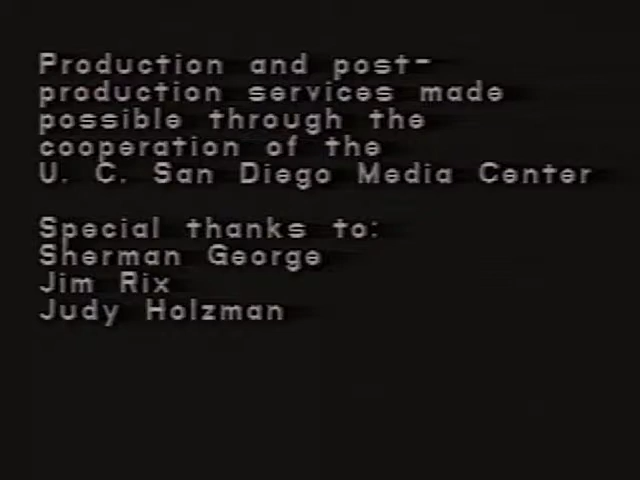 Production and post-
production services made
possible through the
cooperation of the
U. C. San Diego Media Center
Special thanks to:
Sherman George
Jim Rix
Judy Holzman